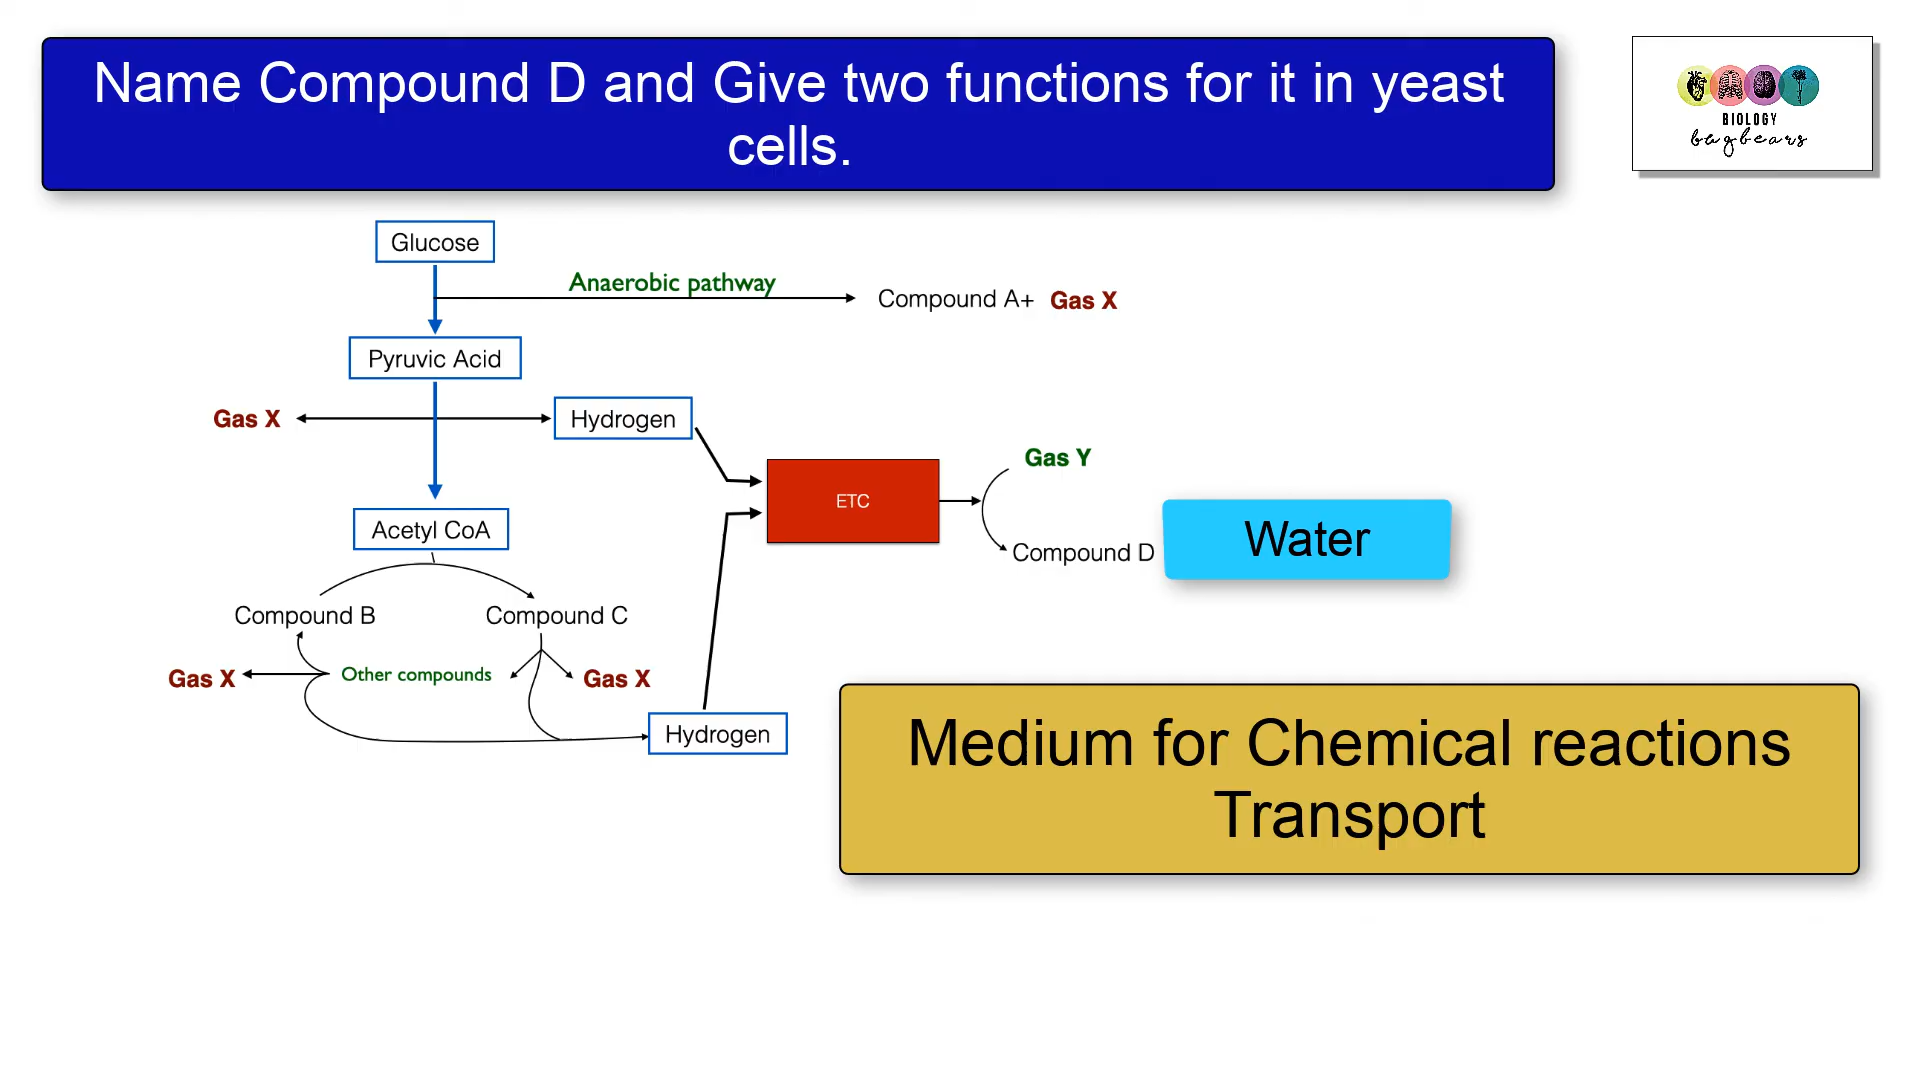 Name Compound D and Give two functions for it in yeast
cells.
BIOLOGY
bugbears
Glucose
Anaerobic pathway
Compound A+ Gas X
Pyruvic Acid
Gas X
Hydrogen
Gas Y
ETC
Acetyl CoA
Compound D
Water
Compound B
Compound C
Gas X
Other compounds
Gas X
Hydrogen
Medium for Chemical reactions
Transport